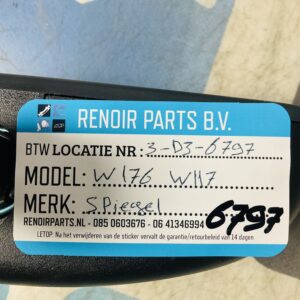 RENOIR PARTS B.V.
BTW LOCATIE NR : 3-D3-6797
MODEL: W176 W117
MERK: SPiegel
RENOIRPARTS.NL - 085 0603676 - 06 41346994
6797
LETOP: Na het verwijderen van de sticker vervalt de garantie/retourbeleid van 14 dagen